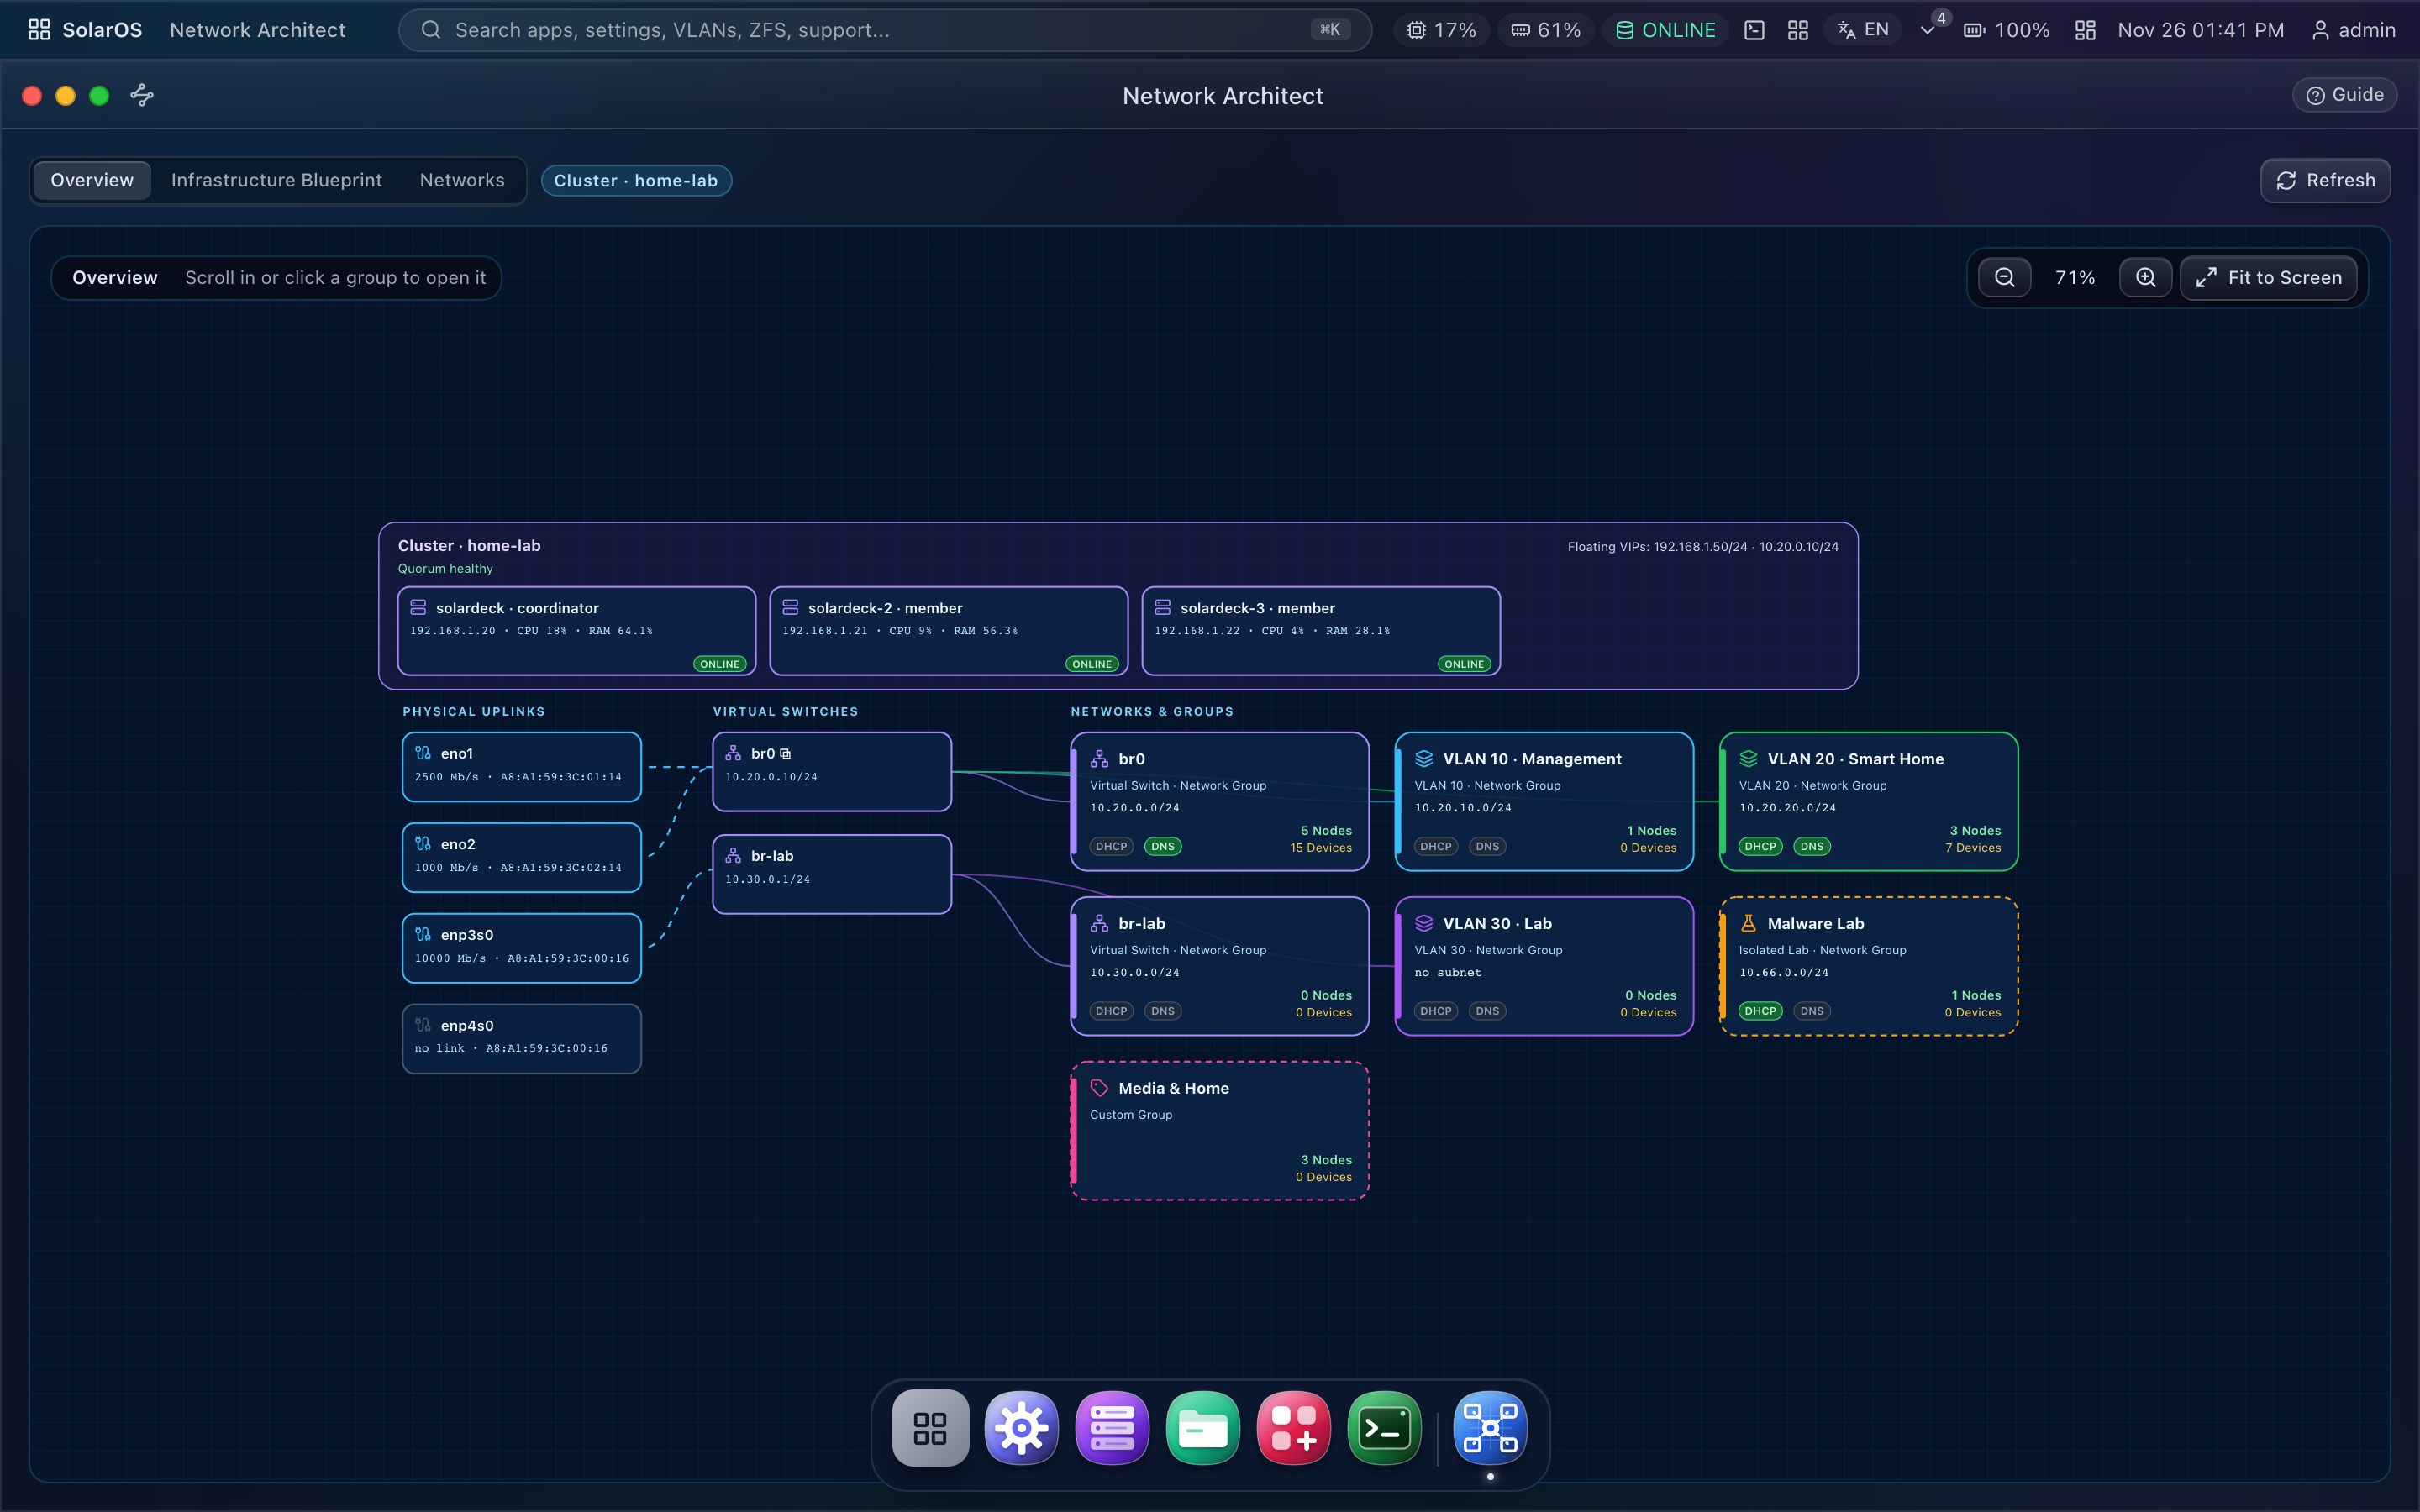 SolarOS Network Architect Search apps, settings, VLANs, ZFS, support... ⌘K 17% 61% ONLINE EN 4 100% Nov 26 01:41 PM admin
Network Architect
Guide
Overview Infrastructure Blueprint Networks Cluster · home-lab Refresh
Overview Scroll in or click a group to open it 71% Fit to Screen
Cluster · home-lab Floating VIPs: 192.168.1.50/24 · 10.20.0.10/24
Quorum healthy
solardeck · coordinator
192.168.1.20 · CPU 18% · RAM 64.1%
ONLINE
solardeck-2 · member
192.168.1.21 · CPU 9% · RAM 56.3%
ONLINE
solardeck-3 · member
192.168.1.22 · CPU 4% · RAM 28.1%
ONLINE
PHYSICAL UPLINKS
eno1
2500 Mb/s · A8:A1:59:3C:01:14
eno2
1000 Mb/s · A8:A1:59:3C:02:14
enp3s0
10000 Mb/s · A8:A1:59:3C:00:16
enp4s0
no link · A8:A1:59:3C:00:16
VIRTUAL SWITCHES
br0
10.20.0.10/24
br-lab
10.30.0.1/24
NETWORKS & GROUPS
br0
Virtual Switch · Network Group
10.20.0.0/24
5 Nodes
DHCP DNS 15 Devices
VLAN 10 · Management
VLAN 10 · Network Group
10.20.10.0/24
1 Nodes
DHCP DNS 0 Devices
VLAN 20 · Smart Home
VLAN 20 · Network Group
10.20.20.0/24
3 Nodes
DHCP DNS 7 Devices
br-lab
Virtual Switch · Network Group
10.30.0.0/24
0 Nodes
DHCP DNS 0 Devices
VLAN 30 · Lab
VLAN 30 · Network Group
no subnet
0 Nodes
DHCP DNS 0 Devices
Malware Lab
Isolated Lab · Network Group
10.66.0.0/24
1 Nodes
DHCP DNS 0 Devices
Media & Home
Custom Group
3 Nodes
0 Devices